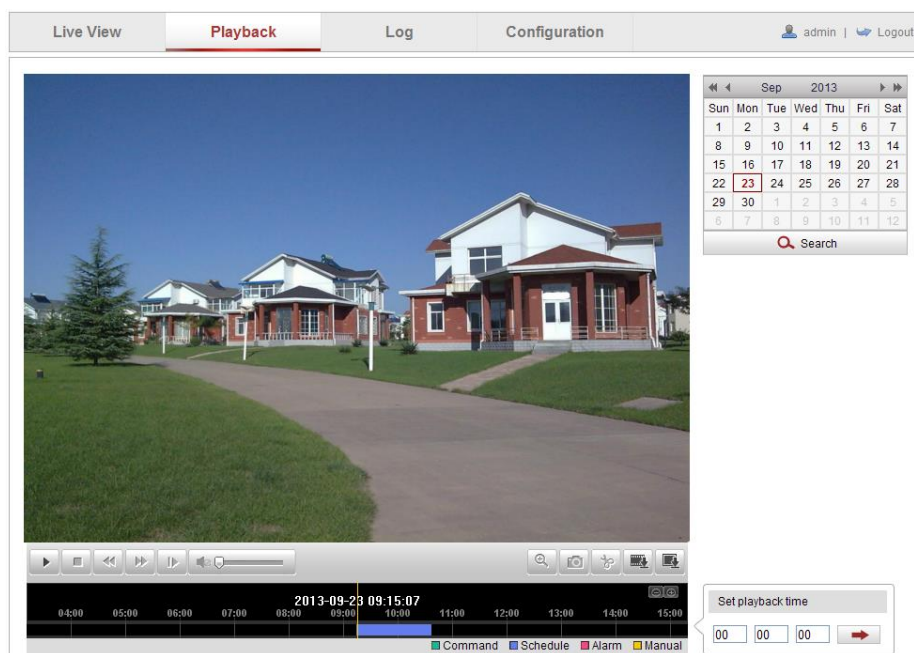 Live View Playback Log Configuration admin | Logout
Sep 2013
Sun Mon Tue Wed Thu Fri Sat
1 2 3 4 5 6 7
8 9 10 11 12 13 14
15 16 17 18 19 20 21
22 23 24 25 26 27 28
29 30 1 2 3 4 5
6 7 8 9 10 11 12
Search
2013-09-23 09:15:07
04:00 05:00 06:00 07:00 08:00 09:00 10:00 11:00 12:00 13:00 14:00 15:00
Command Schedule Alarm Manual
Set playback time
00 00 00